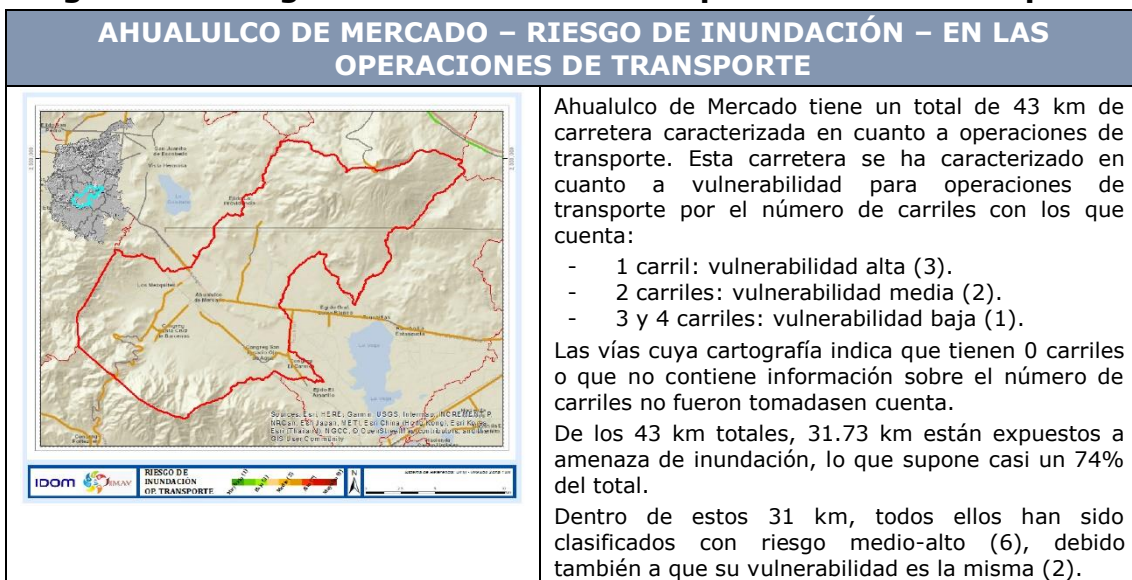 AHUALULCO DE MERCADO – RIESGO DE INUNDACIÓN – EN LAS
OPERACIONES DE TRANSPORTE
San Juanito
de Escobedo
Ahualulco
de Mercado
RIESGO DE
INUNDACIÓN
OP. TRANSPORTE
IDOM
SIMAV
N
Ahualulco de Mercado tiene un total de 43 km de
carretera caracterizada en cuanto a operaciones de
transporte. Esta carretera se ha caracterizado en
cuanto a vulnerabilidad para operaciones de
transporte por el número de carriles con los que
cuenta:
- 1 carril: vulnerabilidad alta (3).
- 2 carriles: vulnerabilidad media (2).
- 3 y 4 carriles: vulnerabilidad baja (1).
Las vías cuya cartografía indica que tienen 0 carriles
o que no contiene información sobre el número de
carriles no fueron tomadasen cuenta.
De los 43 km totales, 31.73 km están expuestos a
amenaza de inundación, lo que supone casi un 74%
del total.
Dentro de estos 31 km, todos ellos han sido
clasificados con riesgo medio-alto (6), debido
también a que su vulnerabilidad es la misma (2).